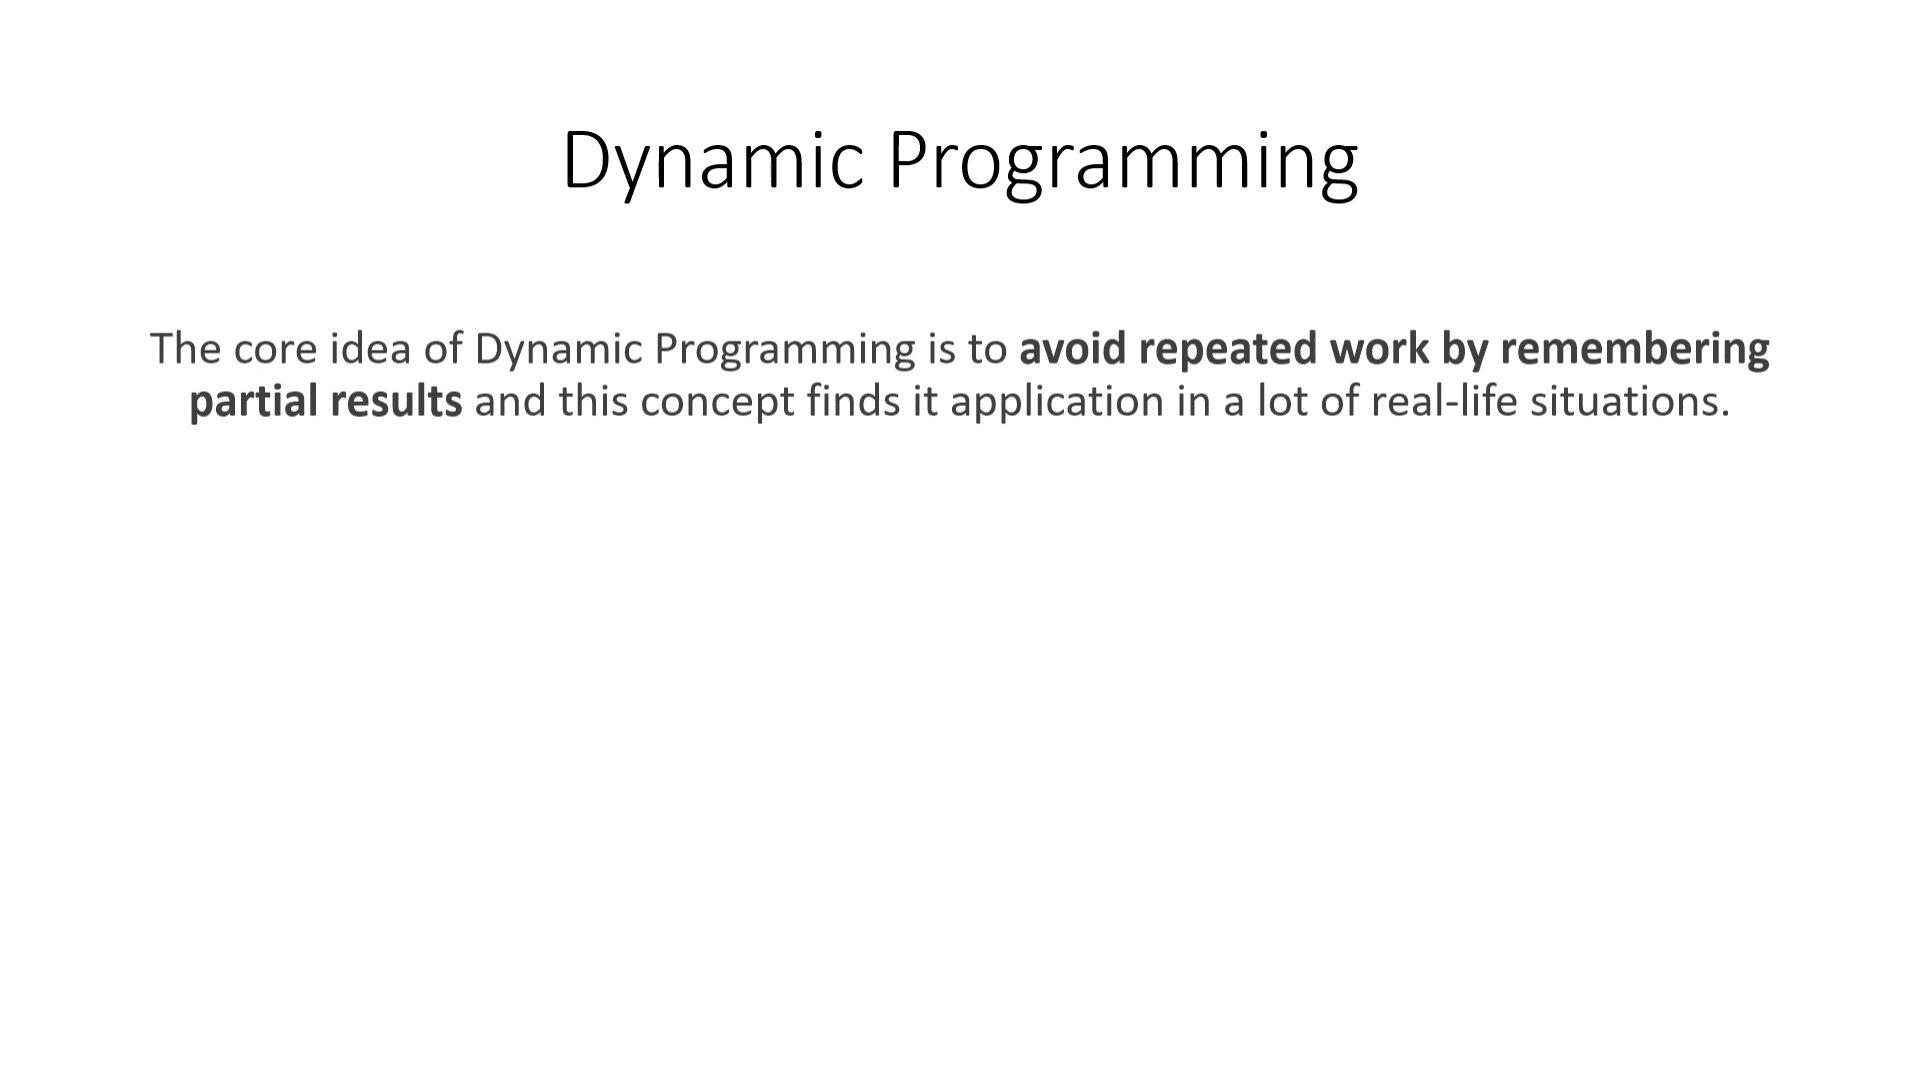 Dynamic Programming
The core idea of Dynamic Programming is to avoid repeated work by remembering
partial results and this concept finds it application in a lot of real-life situations.